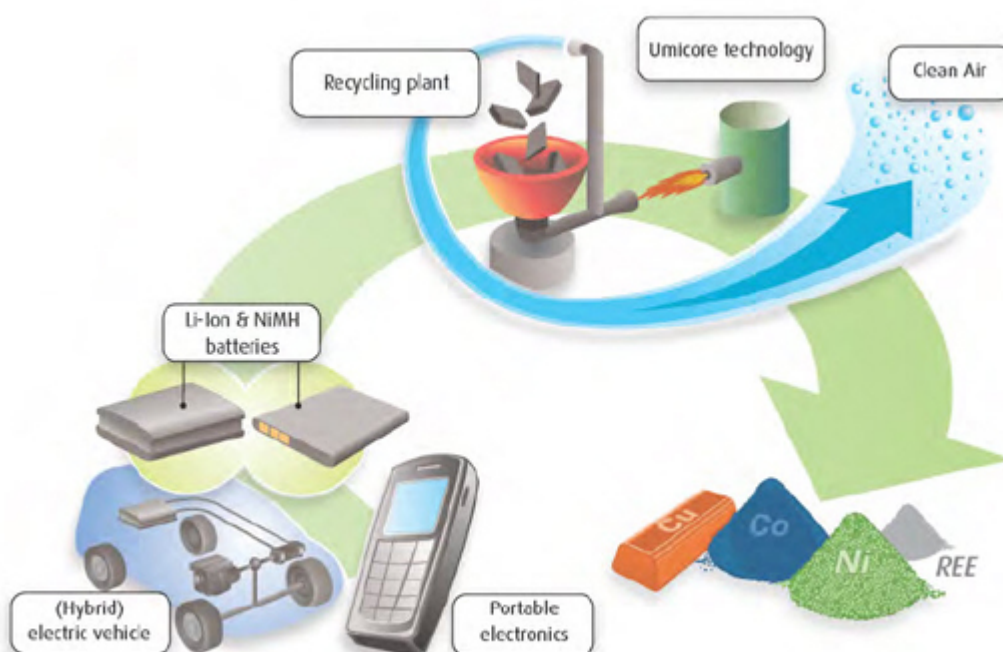 Umicore technology
Recycling plant
Clean Air
Li-Ion & NiMH
batteries
Cu
Co
Ni
REE
(Hybrid)
electric vehicle
Portable
electronics